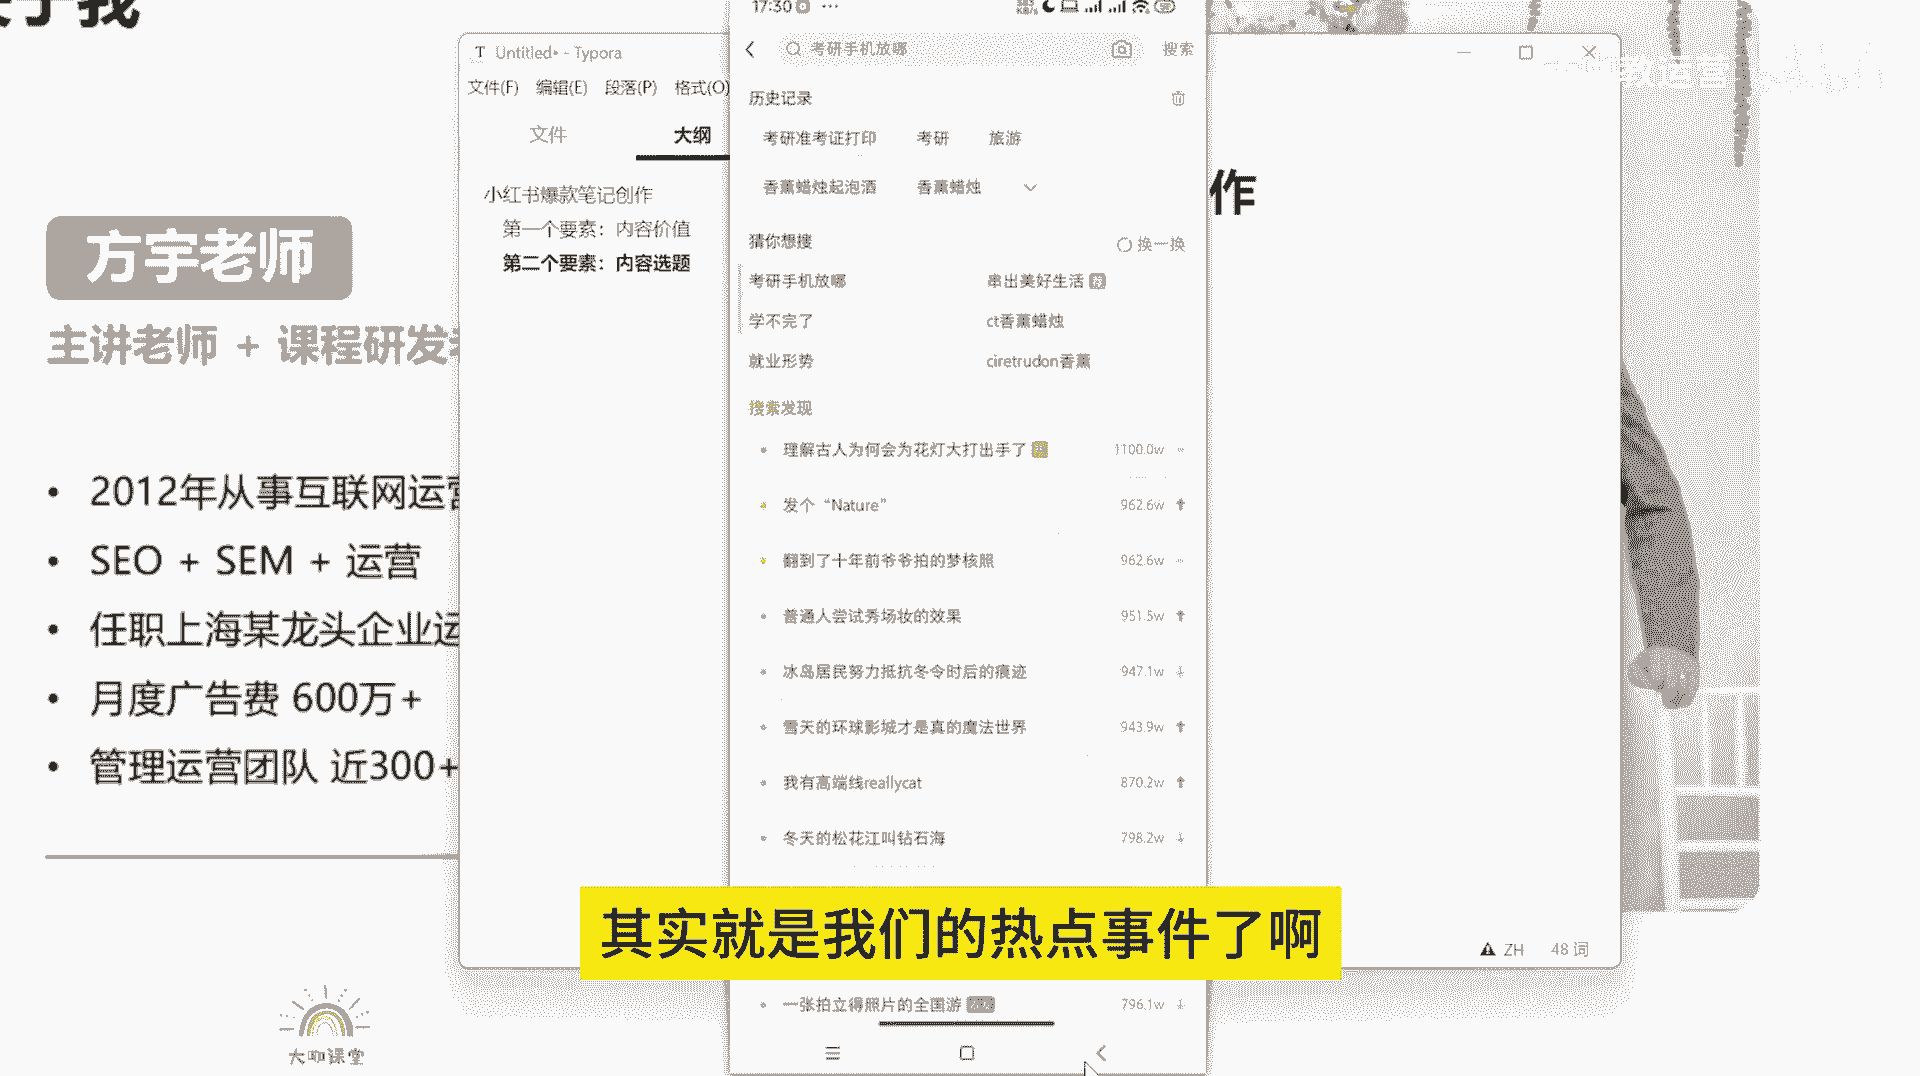 17:30
考研手机放哪
搜索
历史记录
考研准考证打印 考研 旅游
香薰蜡烛起泡酒 香薰蜡烛
猜你想搜
换一换
考研手机放哪 串出美好生活
学不完了 ct香薰蜡烛
就业形势 ciretrudon香薰
搜索发现
理解古人为何会为花灯大打出手了 1100.0w
发个“Nature” 962.6w
翻到了十年前爷爷拍的梦核照 962.6w
普通人尝试秀场妆的效果 951.5w
冰岛居民努力抵抗冬令时后的痕迹 947.1w
雪天的环球影城才是真的魔法世界 943.9w
我有高端线reallycat 870.2w
冬天的松花江叫钻石海 798.2w
一张拍立得照片的全国游 796.1w
T Untitled• - Typora
文件(F) 编辑(E) 段落(P) 格式(O)
文件 大纲
小红书爆款笔记创作
第一个要素：内容价值
第二个要素：内容选题
作
ZH 48 词
于我
方宇老师
主讲老师 + 课程研发
• 2012年从事互联网运营
• SEO + SEM + 运营
• 任职上海某龙头企业运
• 月度广告费 600万+
• 管理运营团队 近300+
大咖课堂
教运营
其实就是我们的热点事件了啊